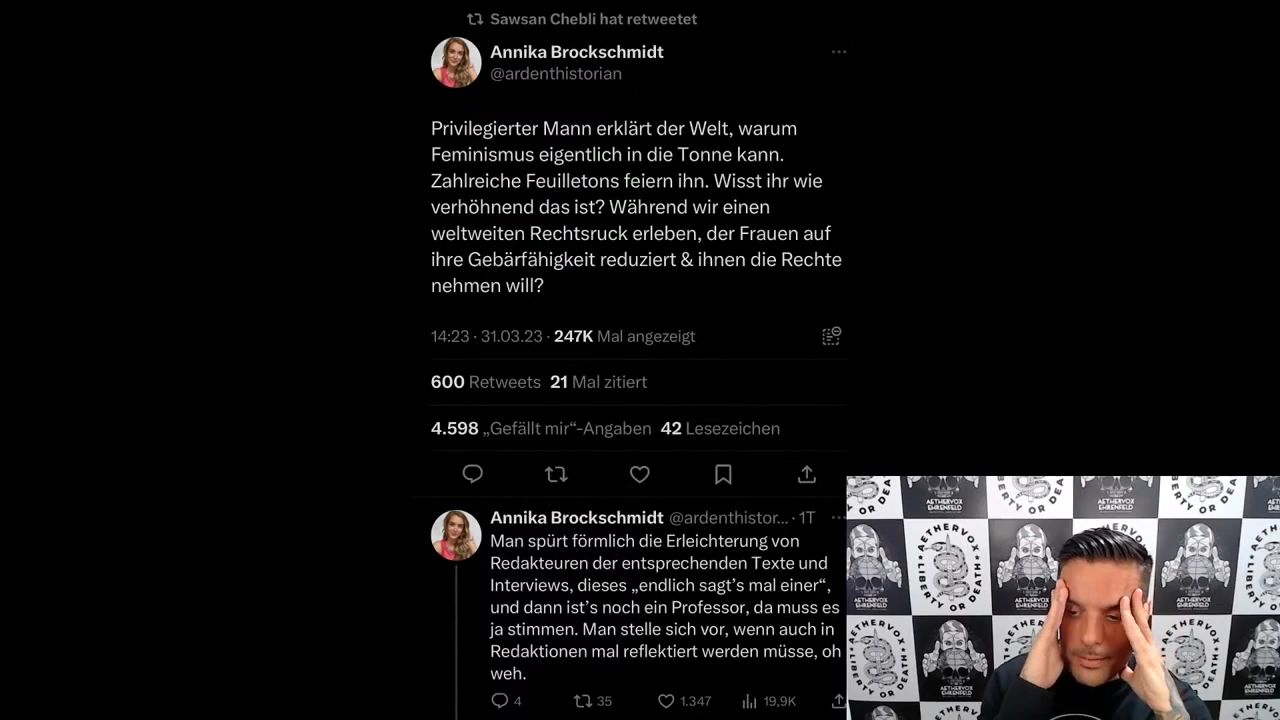 Sawsan Chebli hat retweetet
Annika Brockschmidt
@ardenthistorian
Privilegierter Mann erklärt der Welt, warum
Feminismus eigentlich in die Tonne kann.
Zahlreiche Feuilletons feiern ihn. Wisst ihr wie
verhöhnend das ist? Während wir einen
weltweiten Rechtsruck erleben, der Frauen auf
ihre Gebärfähigkeit reduziert & ihnen die Rechte
nehmen will?
14:23 · 31.03.23 · 247K Mal angezeigt
600 Retweets 21 Mal zitiert
4.598 „Gefällt mir“-Angaben 42 Lesezeichen
Annika Brockschmidt @ardenthistor... · 1T
Man spürt förmlich die Erleichterung von
Redakteuren der entsprechenden Texte und
Interviews, dieses „endlich sagt’s mal einer“,
und dann ist’s noch ein Professor, da muss es
ja stimmen. Man stelle sich vor, wenn auch in
Redaktionen mal reflektiert werden müsse, oh
weh.
4 35 1.347 19,9K
AETHERVOX
EHRENFELD
AETHERVOX
LIBERTY OR DEATH